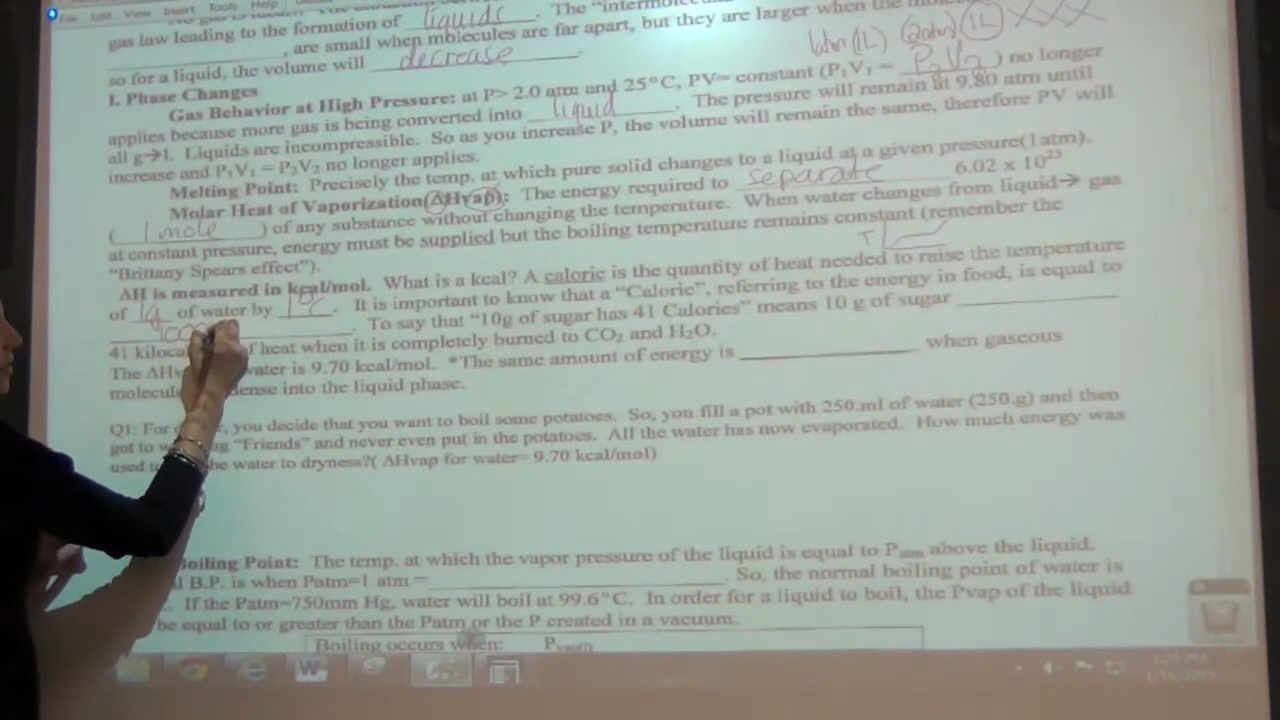 File Edit View Insert Tools Help
gas law leading to the formation of liquids. The "intermolec
, are small when molecules are far apart, but they are larger when the
so for a liquid, the volume will decrease.
1atm (1L) (2atm) 1L XXX
I. Phase Changes
Gas Behavior at High Pressure: at P> 2.0 atm and 25°C, PV= constant (P₁V₁ = P₂V₂) no longer
applies because more gas is being converted into liquid. The pressure will remain at 9.80 atm until
all g→l. Liquids are incompressible. So as you increase P, the volume will remain the same, therefore PV will
increase and P₁V₁ = P₂V₂ no longer applies.
Melting Point: Precisely the temp. at which pure solid changes to a liquid at a given pressure(1atm).
Molar Heat of Vaporization(ΔHvap): The energy required to separate 6.02 x 10²³
( 1 mole ) of any substance without changing the temperature. When water changes from liquid→ gas
at constant pressure, energy must be supplied but the boiling temperature remains constant (remember the
"Brittany Spears effect"). T
ΔH is measured in kcal/mol. What is a kcal? A calorie is the quantity of heat needed to raise the temperature
of 1g of water by 1°C. It is important to know that a "Calorie", referring to the energy in food, is equal to
1000. To say that "10g of sugar has 41 Calories" means 10 g of sugar
41 kiloca f heat when it is completely burned to CO₂ and H₂O.
The ΔHv water is 9.70 kcal/mol. *The same amount of energy is when gaseous
molecul dense into the liquid phase.
Q1: For , you decide that you want to boil some potatoes. So, you fill a pot with 250.ml of water (250.g) and then
got to w g "Friends" and never even put in the potatoes. All the water has now evaporated. How much energy was
used t he water to dryness?( ΔHvap for water=9.70 kcal/mol)
Boiling Point: The temp. at which the vapor pressure of the liquid is equal to Patm above the liquid.
l B.P. is when Patm=1 atm = . So, the normal boiling point of water is
. If the Patm=750mm Hg, water will boil at 99.6°C. In order for a liquid to boil, the Pvap of the liquid
be equal to or greater than the Patm or the P created in a vacuum.
Boiling occurs when: Pvap(l)